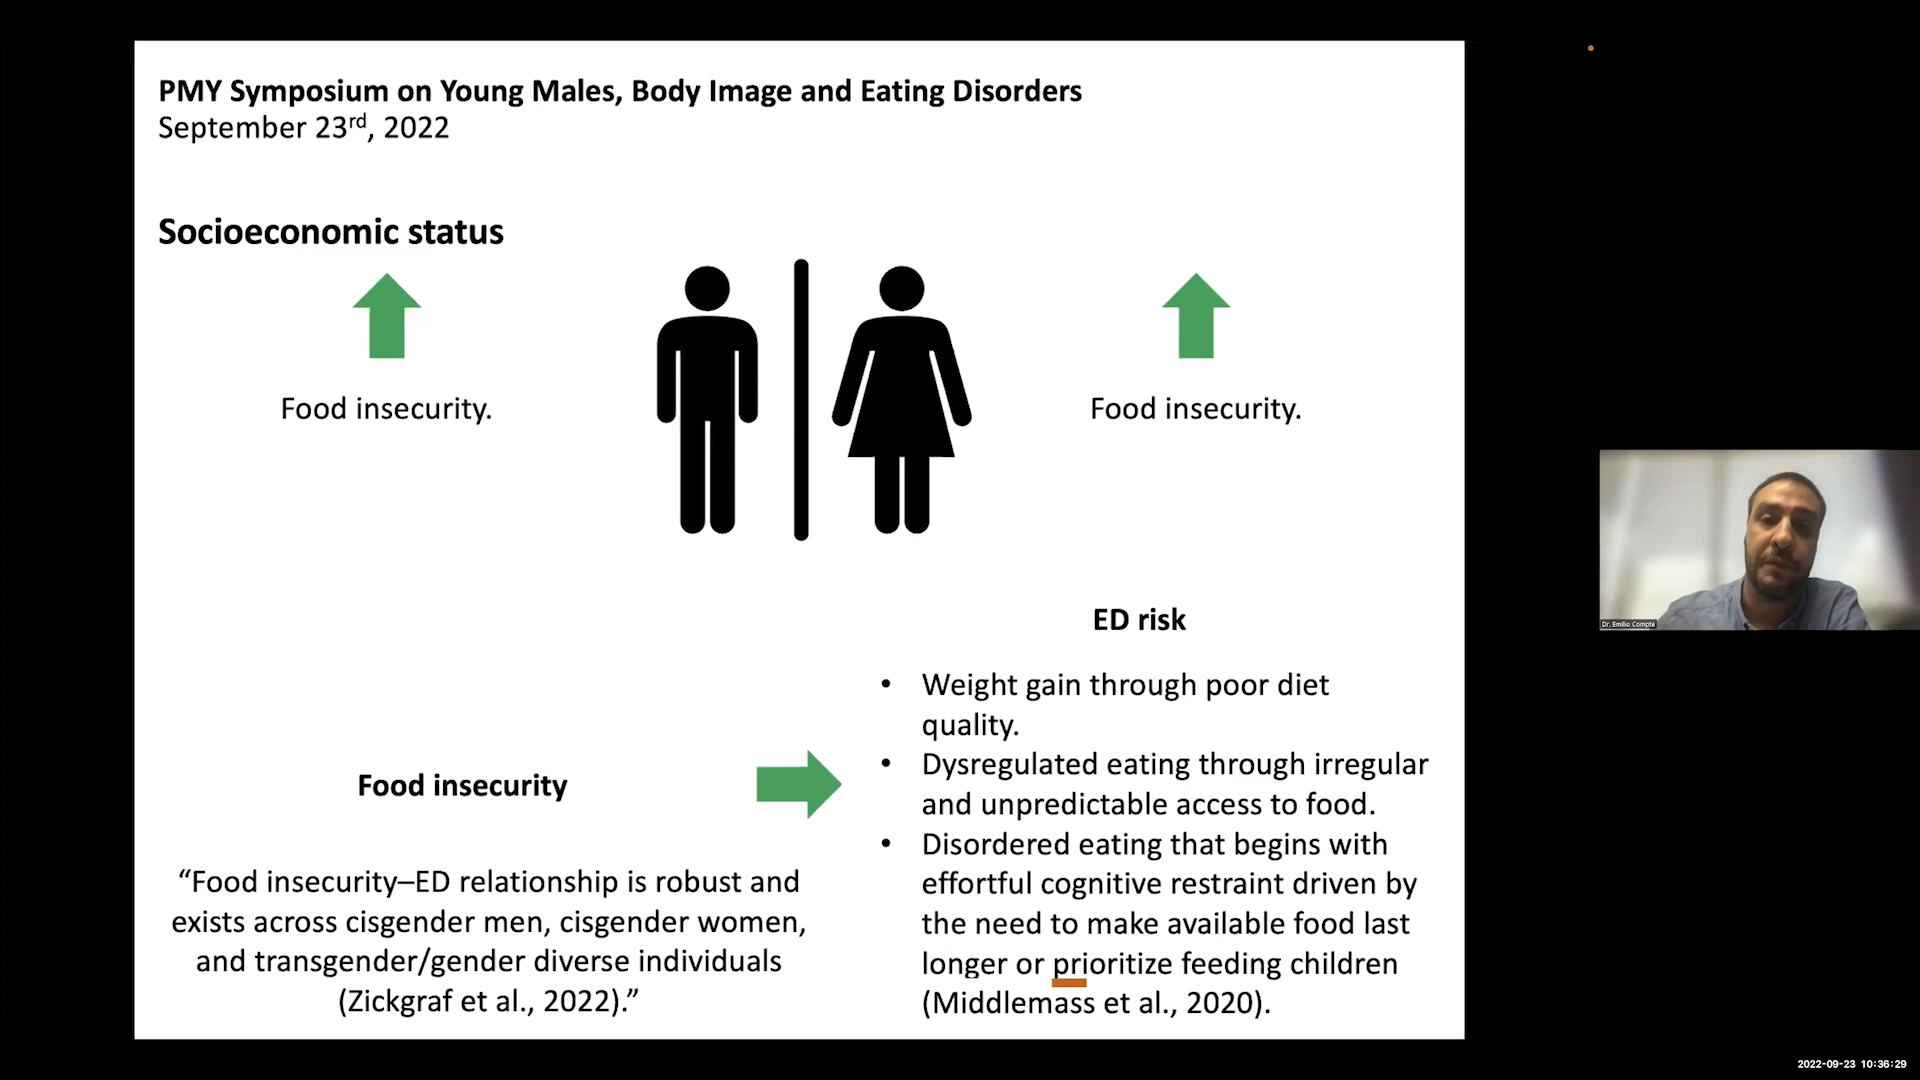 PMY Symposium on Young Males, Body Image and Eating Disorders
September 23rd, 2022
Socioeconomic status
Food insecurity.
Food insecurity.
Food insecurity
“Food insecurity–ED relationship is robust and
exists across cisgender men, cisgender women,
and transgender/gender diverse individuals
(Zickgraf et al., 2022).”
ED risk
• Weight gain through poor diet
quality.
• Dysregulated eating through irregular
and unpredictable access to food.
• Disordered eating that begins with
effortful cognitive restraint driven by
the need to make available food last
longer or prioritize feeding children
(Middlemass et al., 2020).
Dr. Emilio Compte
2022-09-23 10:36:29